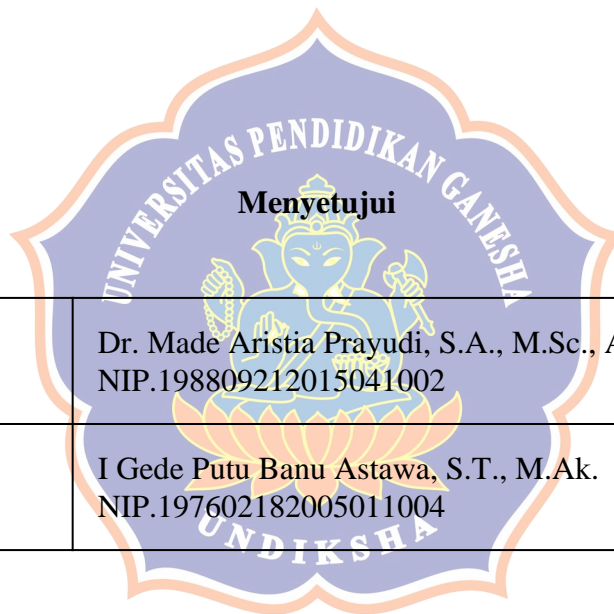 UNIVERSITAS PENDIDIKAN GANESHA
Menyetujui
Dr. Made Aristia Prayudi, S.A., M.Sc.,
NIP.198809212015041002
I Gede Putu Banu Astawa, S.T., M.Ak.
NIP.197602182005011004
UNDIKSHA